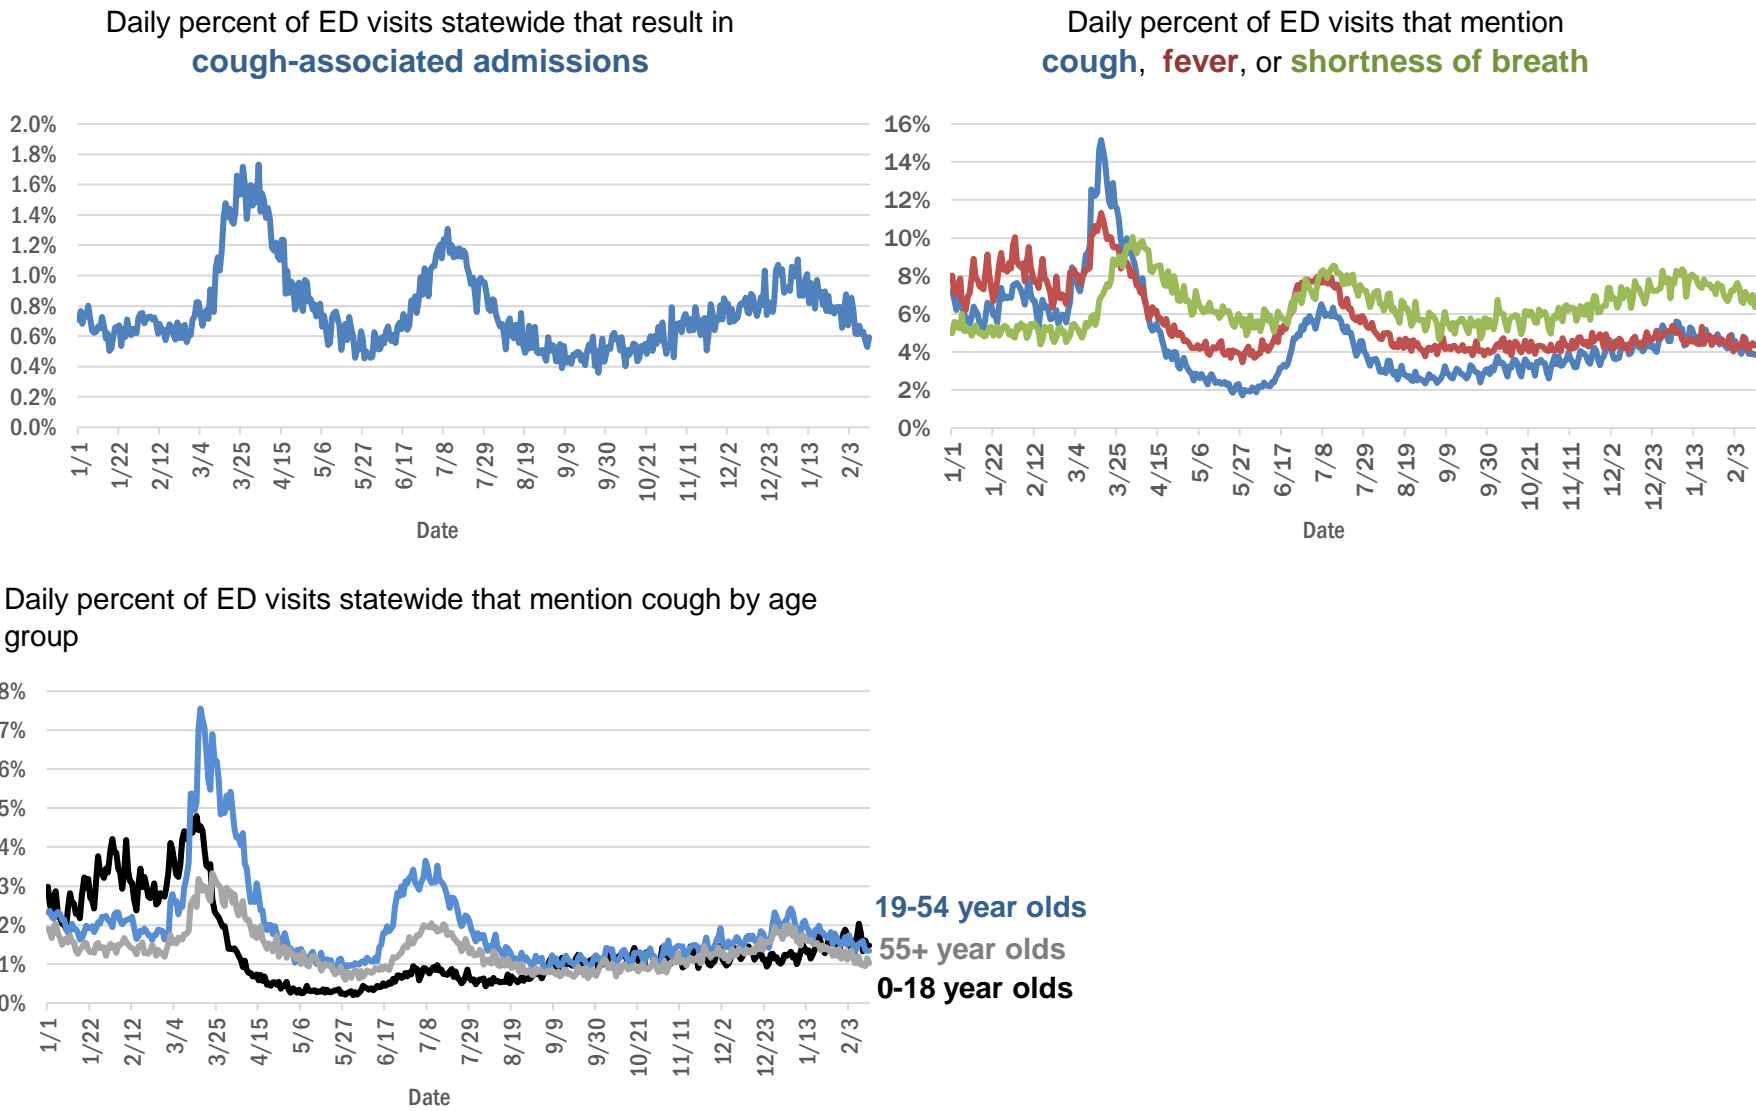 Daily percent of ED visits statewide that result in
cough-associated admissions
2.0%
1.8%
1.6%
1.4%
1.2%
1.0%
0.8%
0.6%
0.4%
0.2%
0.0%
1/1 1/22 2/12 3/4 3/25 4/15 5/6 5/27 6/17 7/8 7/29 8/19 9/9 9/30 10/21 11/11 12/2 12/23 1/13 2/3
Date
Daily percent of ED visits that mention
cough, fever, or shortness of breath
16%
14%
12%
10%
8%
6%
4%
2%
0%
1/1 1/22 2/12 3/4 3/25 4/15 5/6 5/27 6/17 7/8 7/29 8/19 9/9 9/30 10/21 11/11 12/2 12/23 1/13 2/3
Date
Daily percent of ED visits statewide that mention cough by age
group
8%
7%
6%
5%
4%
3%
2%
1%
0%
1/1 1/22 2/12 3/4 3/25 4/15 5/6 5/27 6/17 7/8 7/29 8/19 9/9 9/30 10/21 11/11 12/2 12/23 1/13 2/3
Date
19-54 year olds
55+ year olds
0-18 year olds